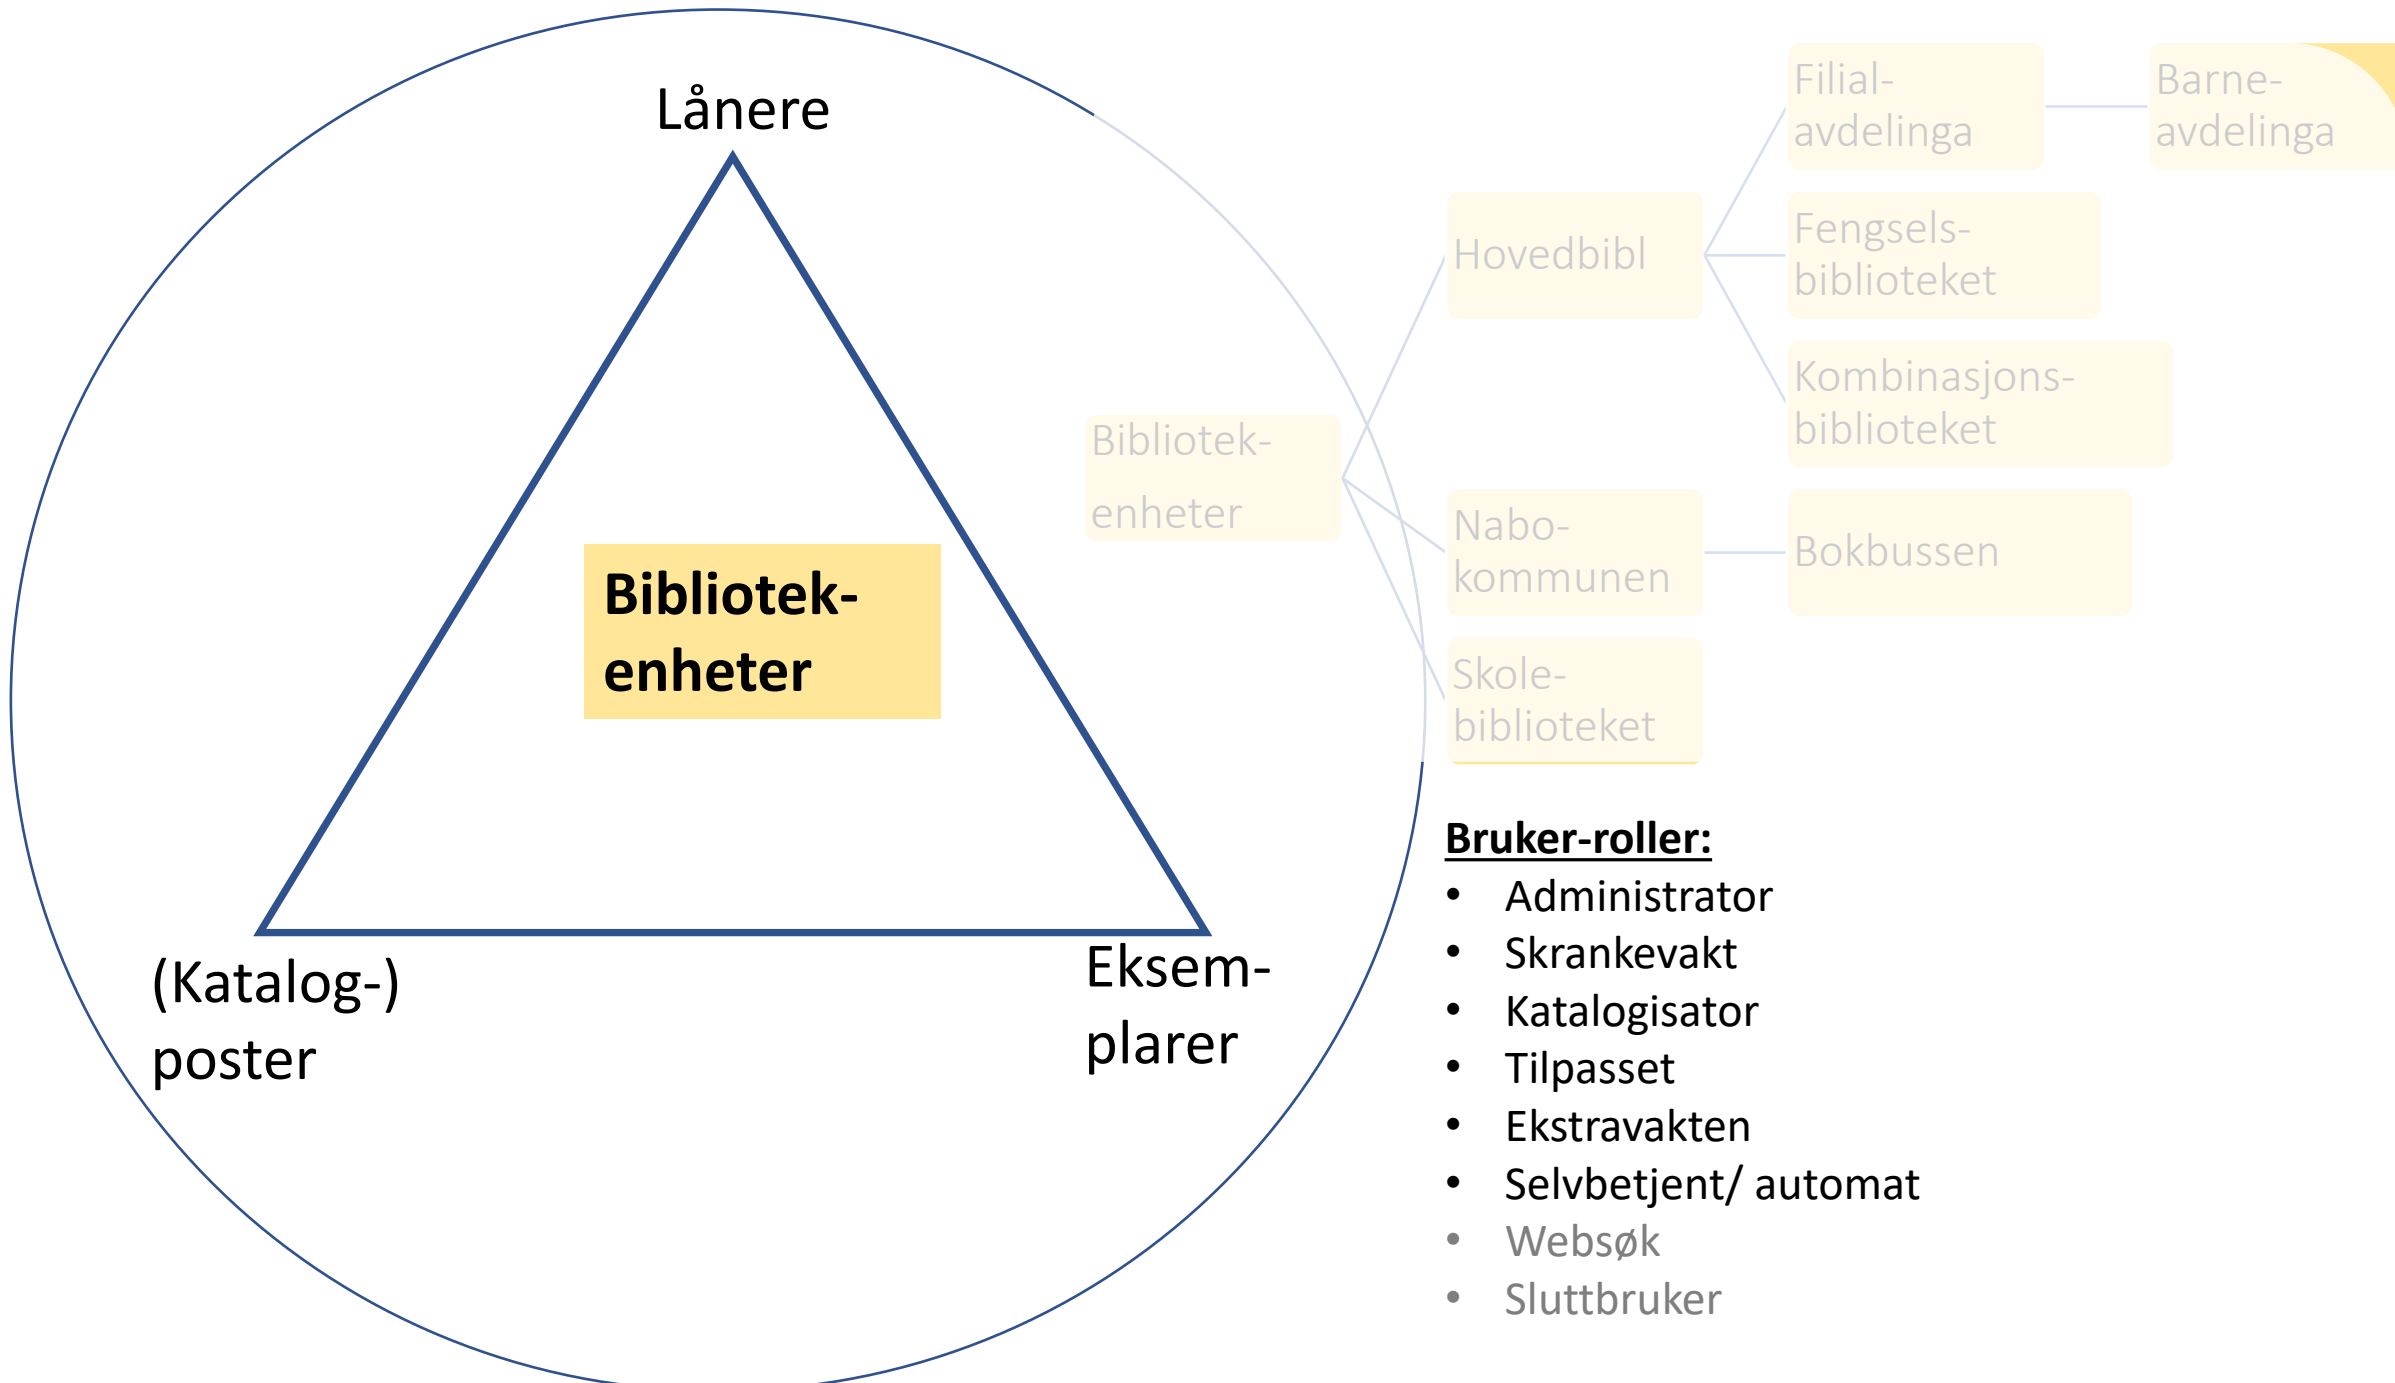 Lånere
Bibliotek-
enheter
(Katalog-)
poster
Eksem-
plarer
Bibliotek-
enheter
Hovedbibl
Filial-
avdelinga
Barne-
avdelinga
Fengsels-
biblioteket
Kombinasjons-
biblioteket
Nabo-
kommunen
Bokbussen
Skole-
biblioteket
Bruker-roller:
• Administrator
• Skrankevakt
• Katalogisator
• Tilpasset
• Ekstravakten
• Selvbetjent/ automat
• Websøk
• Sluttbruker